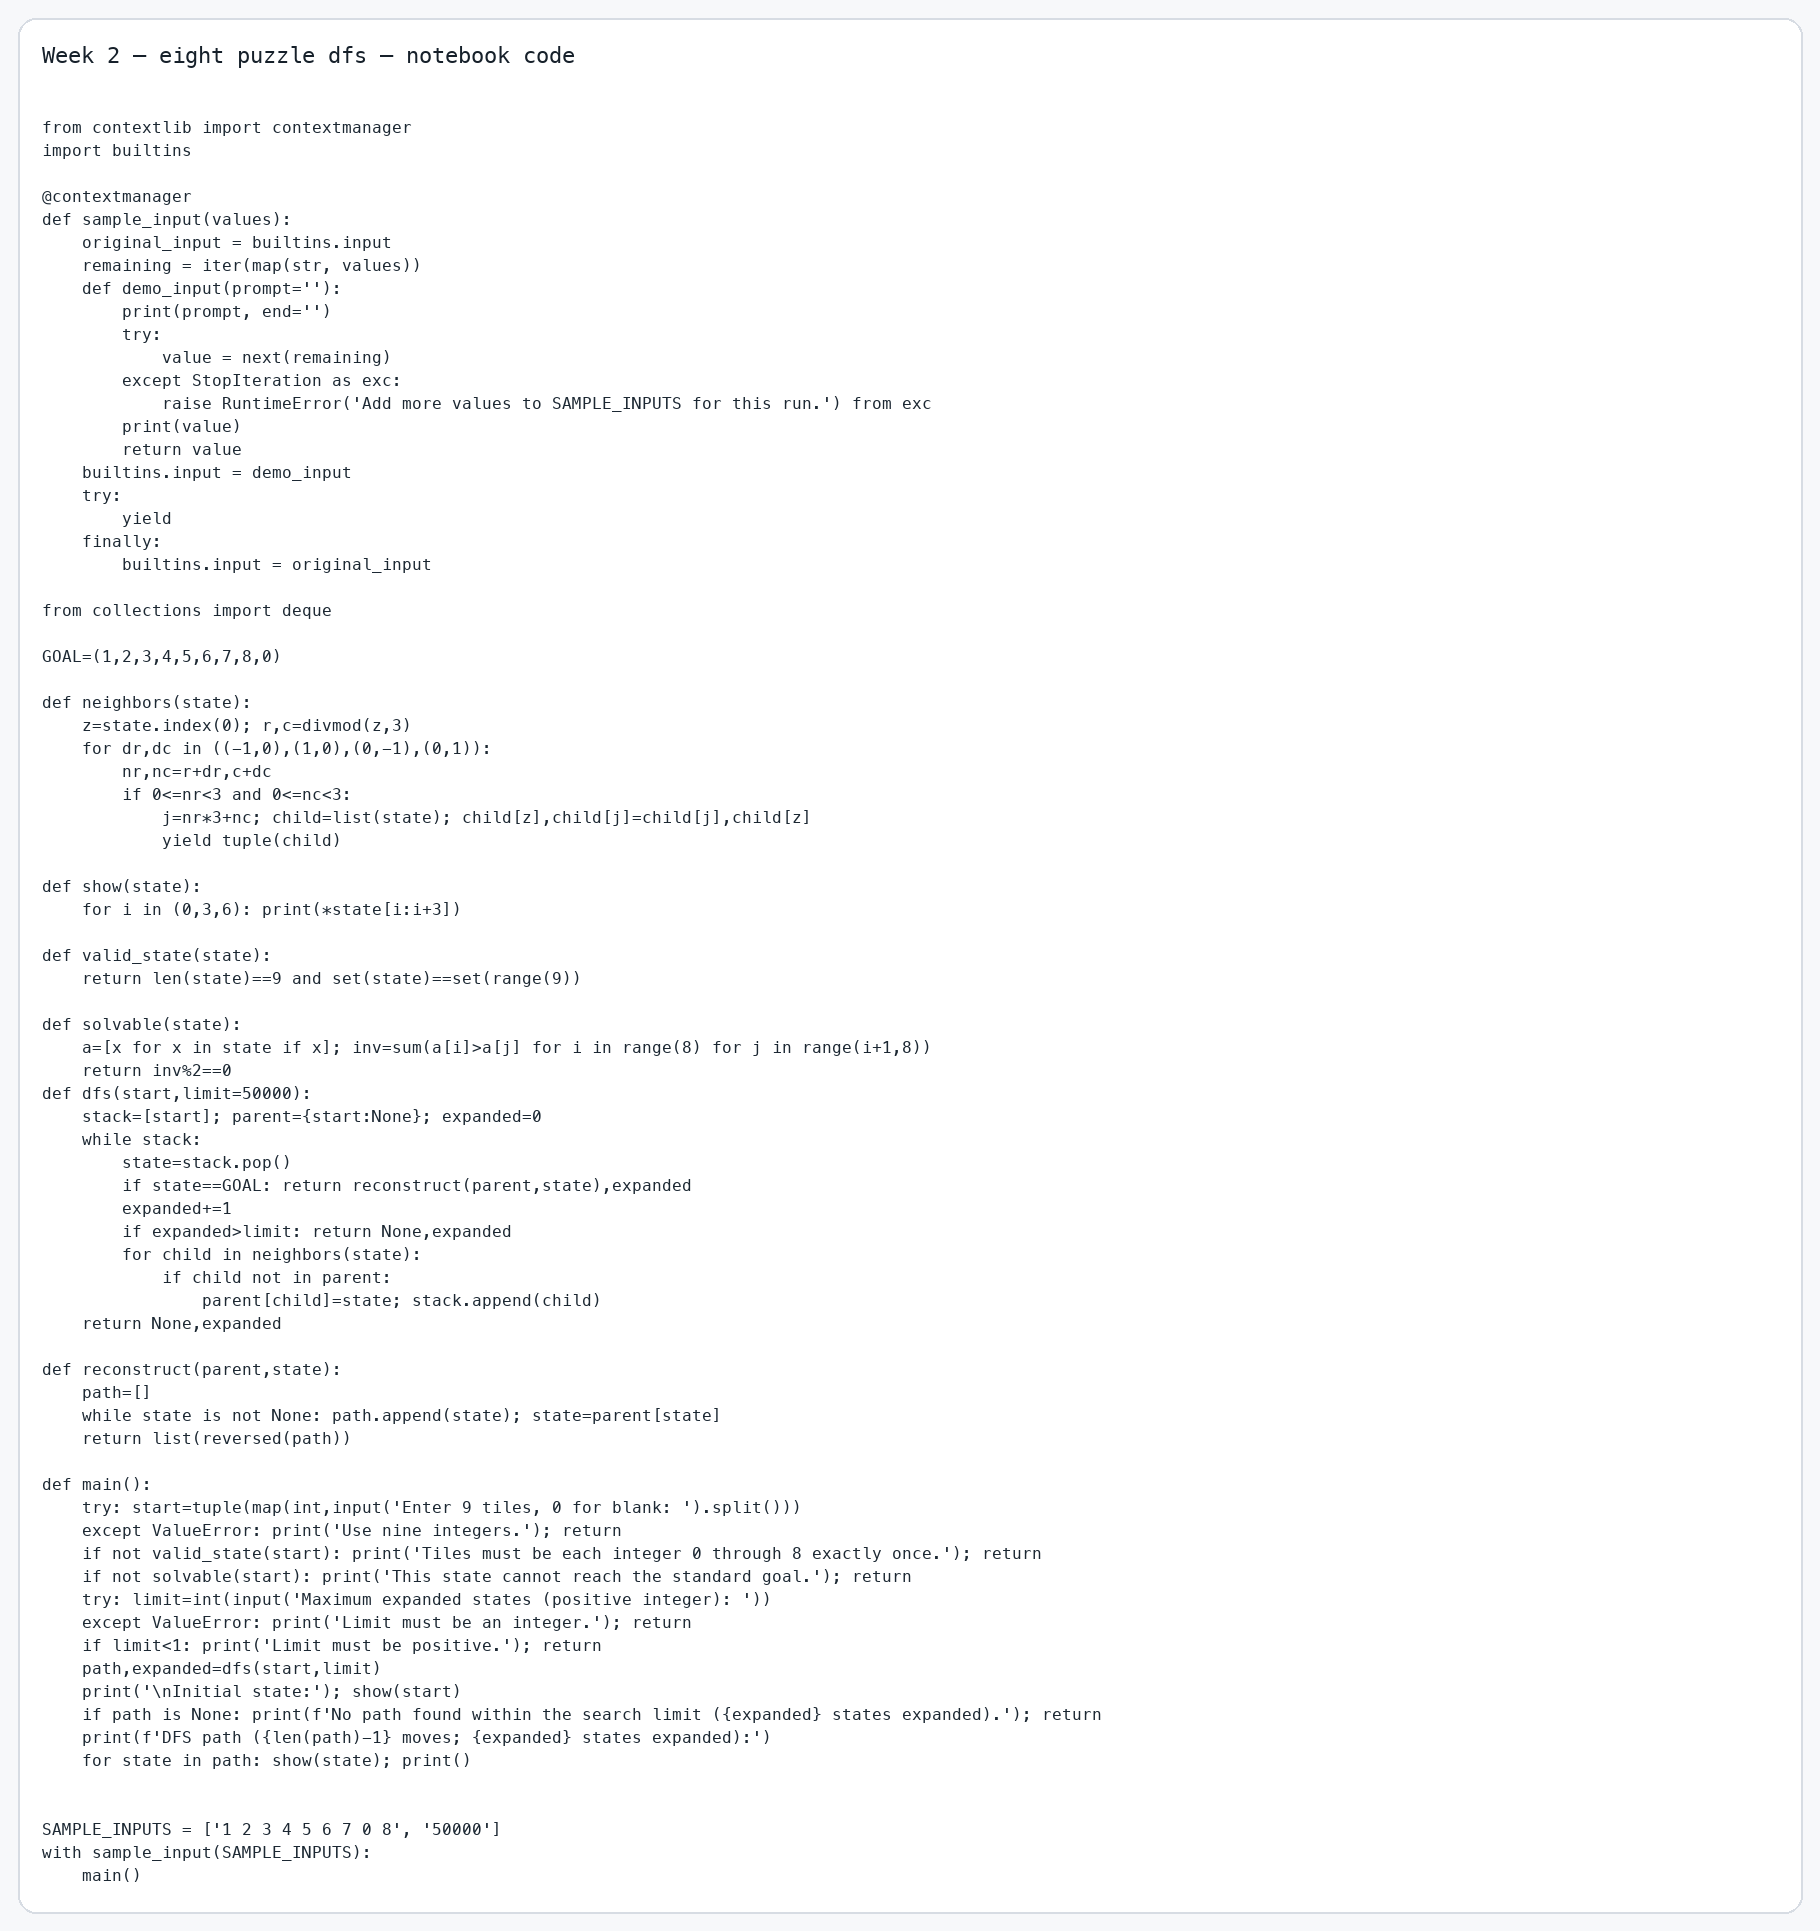 Week 2 — eight puzzle dfs — notebook code
from contextlib import contextmanager
import builtins
@contextmanager
def sample_input(values):
    original_input = builtins.input
    remaining = iter(map(str, values))
    def demo_input(prompt=''):
        print(prompt, end='')
        try:
            value = next(remaining)
        except StopIteration as exc:
            raise RuntimeError('Add more values to SAMPLE_INPUTS for this run.') from exc
        print(value)
        return value
    builtins.input = demo_input
    try:
        yield
    finally:
        builtins.input = original_input
from collections import deque
GOAL=(1,2,3,4,5,6,7,8,0)
def neighbors(state):
    z=state.index(0); r,c=divmod(z,3)
    for dr,dc in ((-1,0),(1,0),(0,-1),(0,1)):
        nr,nc=r+dr,c+dc
        if 0<=nr<3 and 0<=nc<3:
            j=nr*3+nc; child=list(state); child[z],child[j]=child[j],child[z]
            yield tuple(child)
def show(state):
    for i in (0,3,6): print(*state[i:i+3])
def valid_state(state):
    return len(state)==9 and set(state)==set(range(9))
def solvable(state):
    a=[x for x in state if x]; inv=sum(a[i]>a[j] for i in range(8) for j in range(i+1,8))
    return inv%2==0
def dfs(start,limit=50000):
    stack=[start]; parent={start:None}; expanded=0
    while stack:
        state=stack.pop()
        if state==GOAL: return reconstruct(parent,state),expanded
        expanded+=1
        if expanded>limit: return None,expanded
        for child in neighbors(state):
            if child not in parent:
                parent[child]=state; stack.append(child)
    return None,expanded
def reconstruct(parent,state):
    path=[]
    while state is not None: path.append(state); state=parent[state]
    return list(reversed(path))
def main():
    try: start=tuple(map(int,input('Enter 9 tiles, 0 for blank: ').split()))
    except ValueError: print('Use nine integers.'); return
    if not valid_state(start): print('Tiles must be each integer 0 through 8 exactly once.'); return
    if not solvable(start): print('This state cannot reach the standard goal.'); return
    try: limit=int(input('Maximum expanded states (positive integer): '))
    except ValueError: print('Limit must be an integer.'); return
    if limit<1: print('Limit must be positive.'); return
    path,expanded=dfs(start,limit)
    print('\nInitial state:'); show(start)
    if path is None: print(f'No path found within the search limit ({expanded} states expanded).'); return
    print(f'DFS path ({len(path)-1} moves; {expanded} states expanded):')
    for state in path: show(state); print()
SAMPLE_INPUTS = ['1 2 3 4 5 6 7 0 8', '50000']
with sample_input(SAMPLE_INPUTS):
    main()